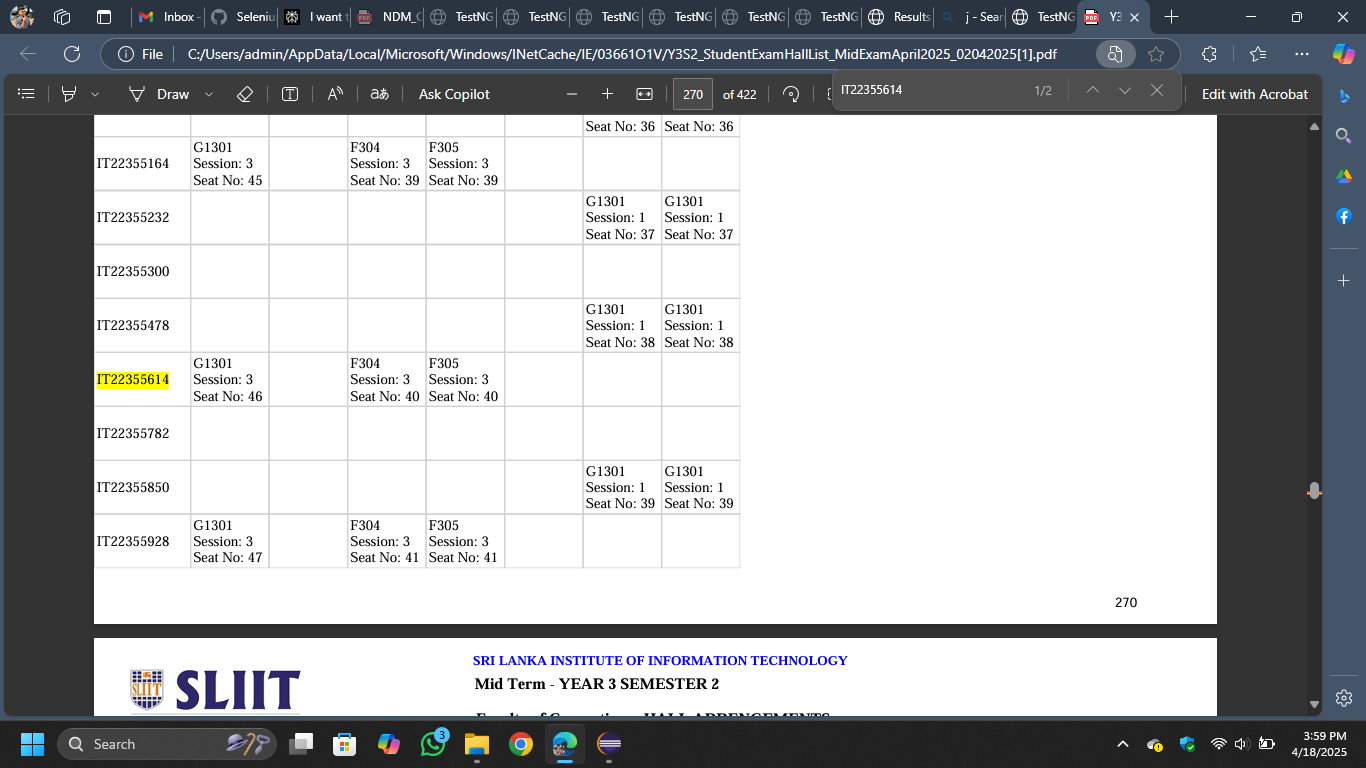 Inbox -
Seleniu
I want t
NDM_C
TestNG
TestNG
TestNG
TestNG
TestNG
TestNG
Results
j - Sear
TestNG
Y3
File
C:/Users/admin/AppData/Local/Microsoft/Windows/INetCache/IE/03661O1V/Y3S2_StudentExamHallList_MidExamApril2025_02042025[1].pdf
Draw
Ask Copilot
270 of 422
IT22355614
1/2
Edit with Acrobat
Seat No: 36 Seat No: 36
IT22355164
G1301 F304 F305
Session: 3 Session: 3 Session: 3
Seat No: 45 Seat No: 39 Seat No: 39
IT22355232
G1301 G1301
Session: 1 Session: 1
Seat No: 37 Seat No: 37
IT22355300
IT22355478
G1301 G1301
Session: 1 Session: 1
Seat No: 38 Seat No: 38
IT22355614
G1301 F304 F305
Session: 3 Session: 3 Session: 3
Seat No: 46 Seat No: 40 Seat No: 40
IT22355782
IT22355850
G1301 G1301
Session: 1 Session: 1
Seat No: 39 Seat No: 39
IT22355928
G1301 F304 F305
Session: 3 Session: 3 Session: 3
Seat No: 47 Seat No: 41 Seat No: 41
270
SLIIT
SLIIT
SRI LANKA INSTITUTE OF INFORMATION TECHNOLOGY
Mid Term - YEAR 3 SEMESTER 2
Search
3
3:59 PM
4/18/2025